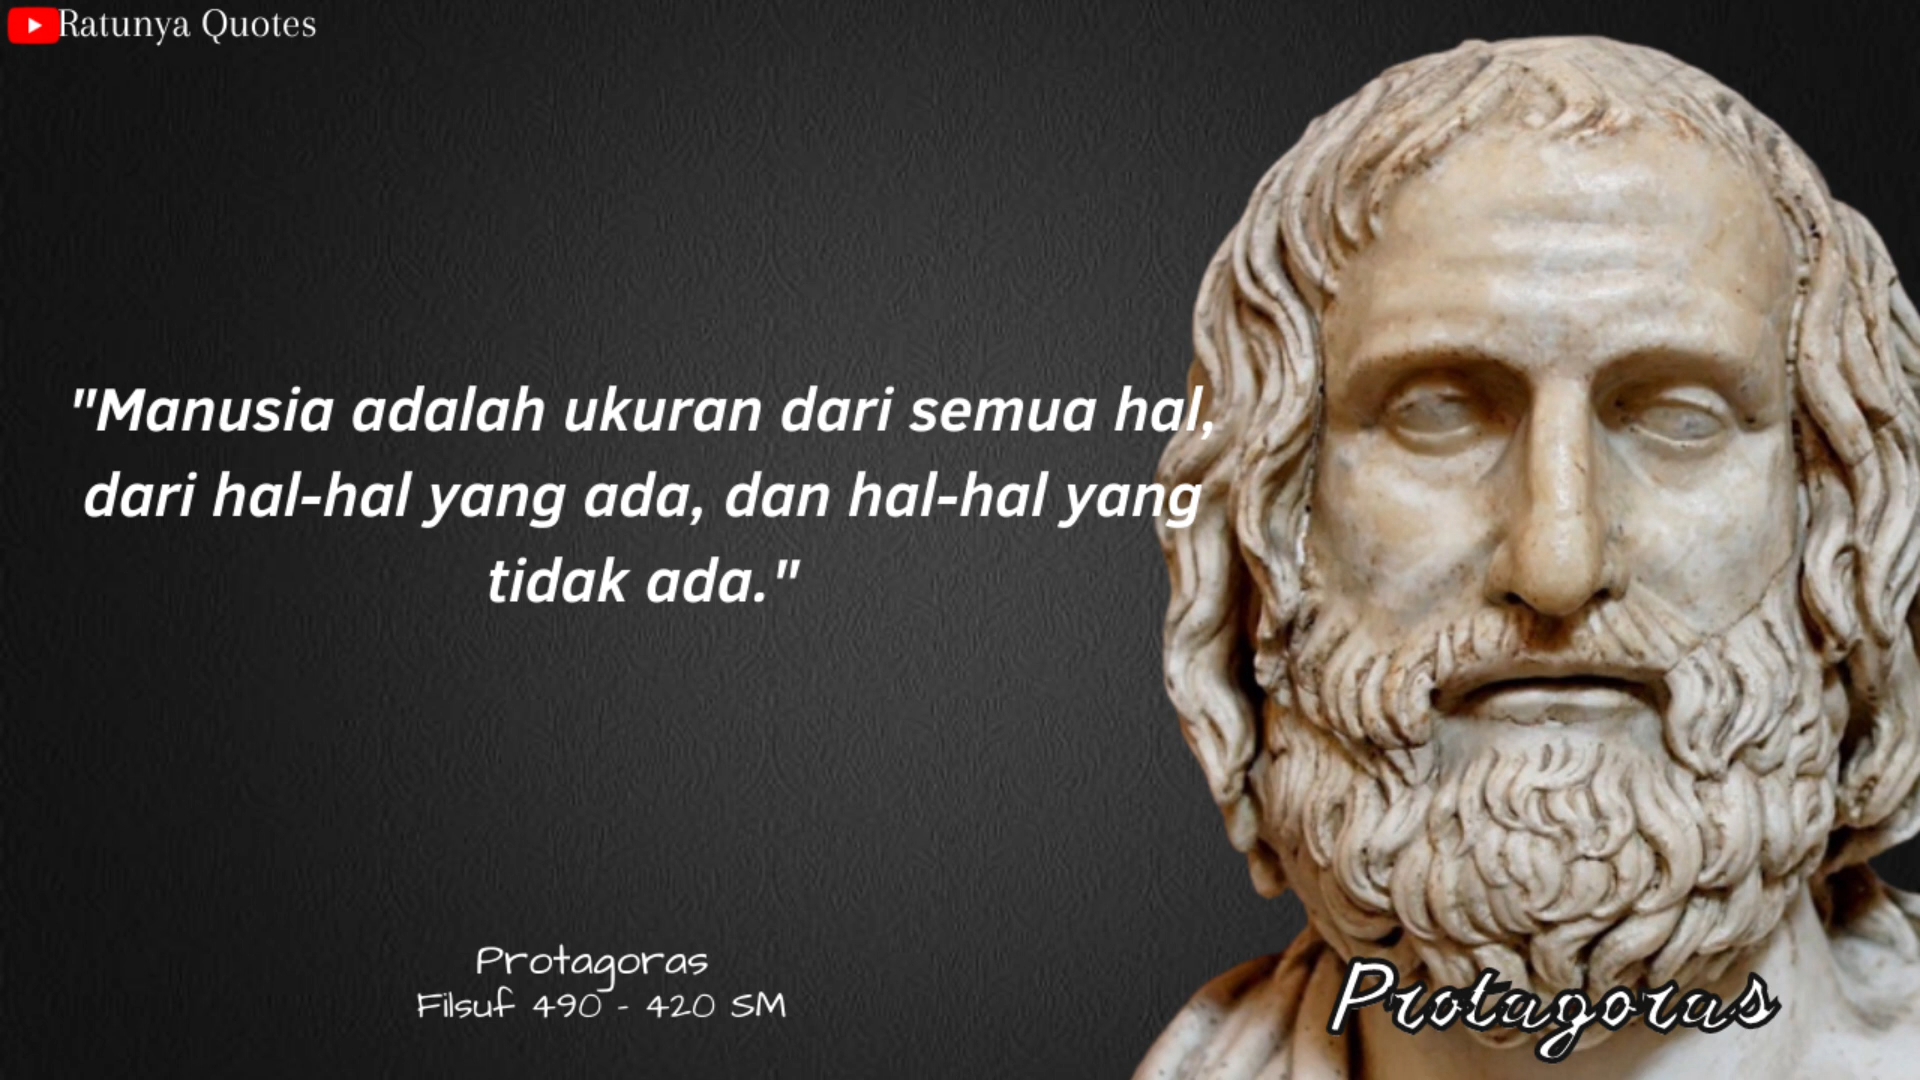 Ratunya Quotes
"Manusia adalah ukuran dari semua hal,
dari hal-hal yang ada, dan hal-hal yang
tidak ada."
Protagoras
Filsuf 490 - 420 SM
Protagoras